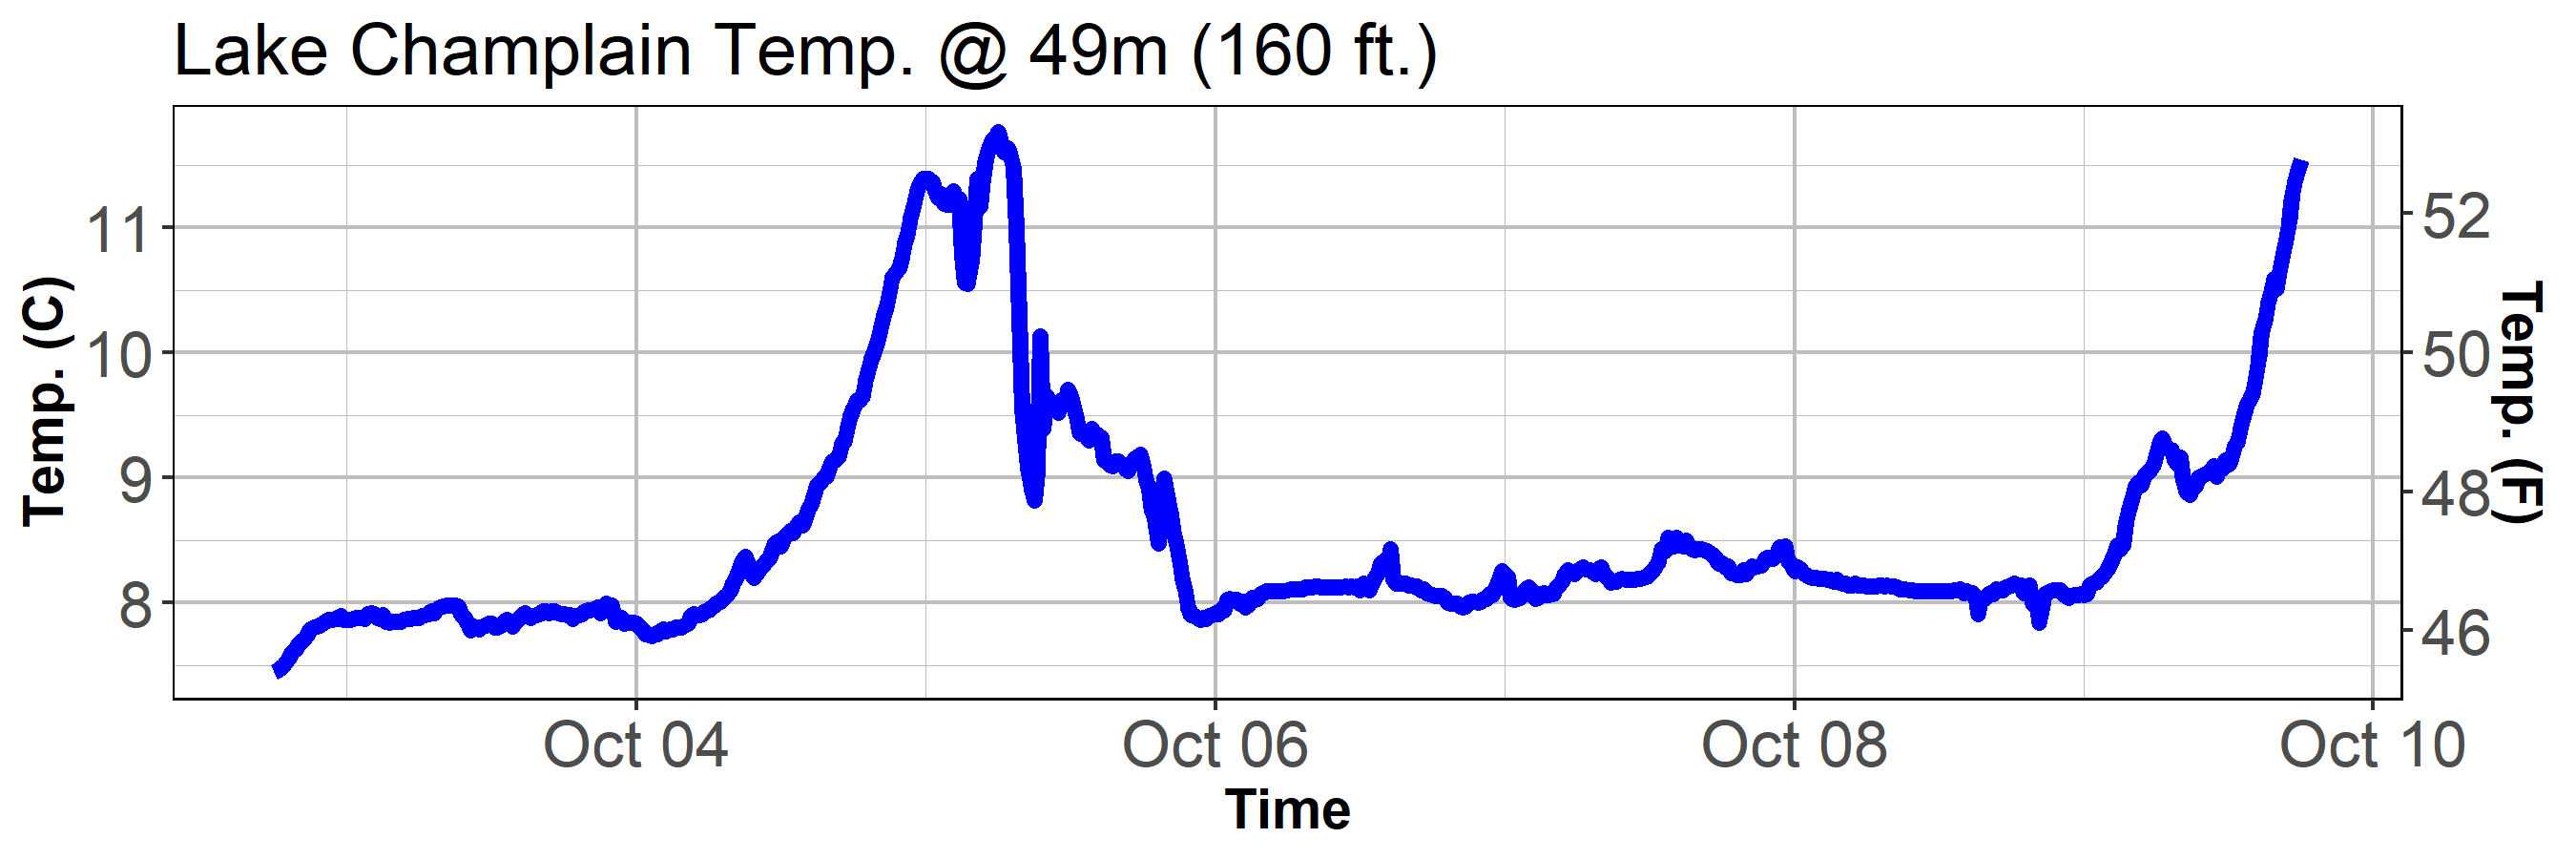 Lake Champlain Temp. @ 49m (160 ft.)
Temp. (C)
11
10
9
8
52
50
48
46
Temp. (F)
Oct 04
Oct 06
Oct 08
Oct 10
Time